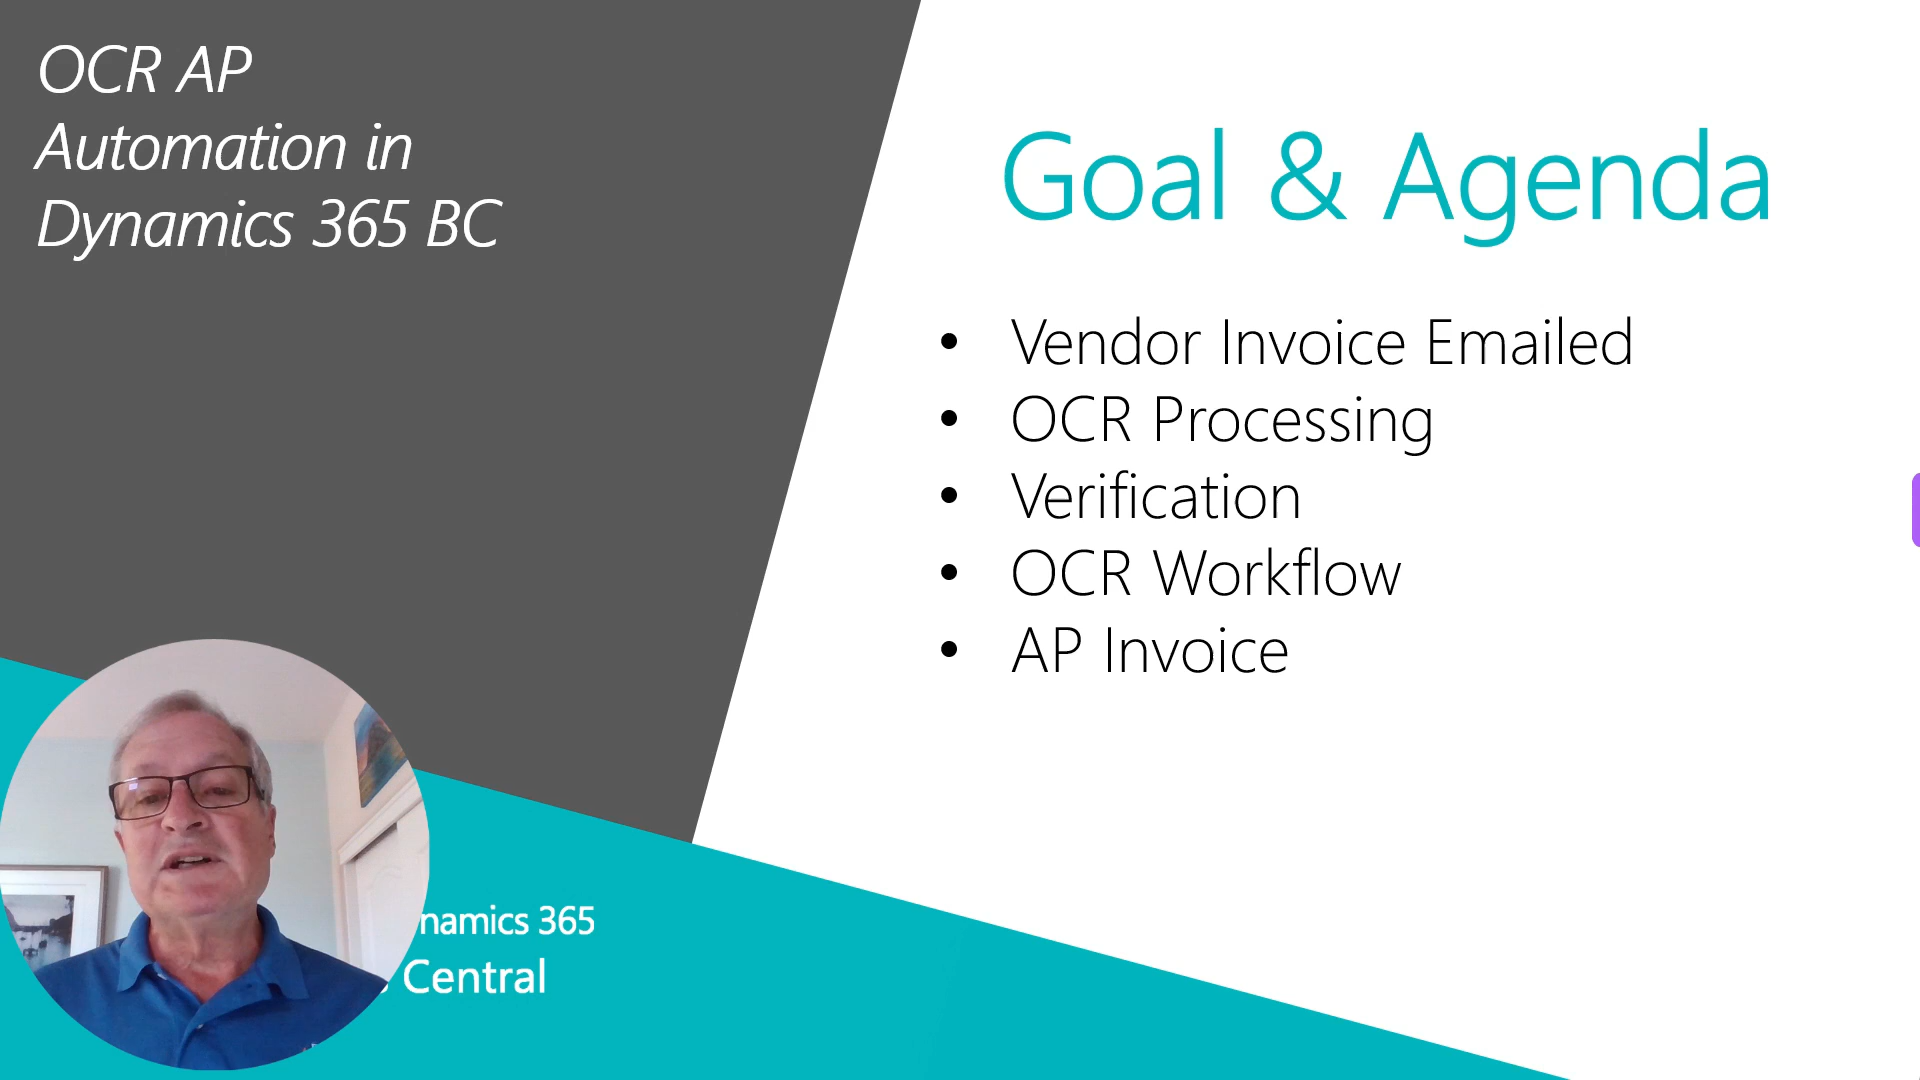 OCR AP
Automation in
Dynamics 365 BC
Goal & Agenda
• Vendor Invoice Emailed
• OCR Processing
• Verification
• OCR Workflow
• AP Invoice
namics 365
Central